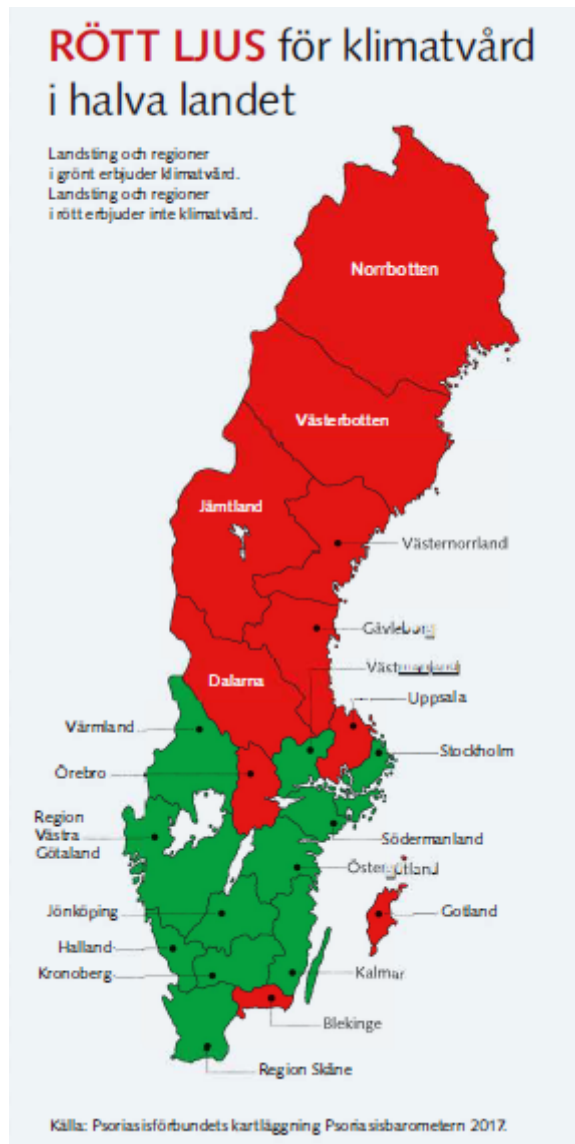 RÖTT LJUS för klimatvård
i halva landet
Landsting och regioner
i grönt erbjuder klimatvård.
Landsting och regioner
i rött erbjuder inte klimatvård.
Norrbotten
Västerbotten
Jämtland
Västernorrland
Gävleborg
Västmanland
Dalarna
Uppsala
Värmland
Stockholm
Örebro
Region
Västra
Götaland
Södermanland
Östergötland
Jönköping
Gotland
Halland
Kronoberg
Kalmar
Blekinge
Region Skåne
Källa: Psoriasisförbundets kartläggning Psoriasisbarometern 2017.